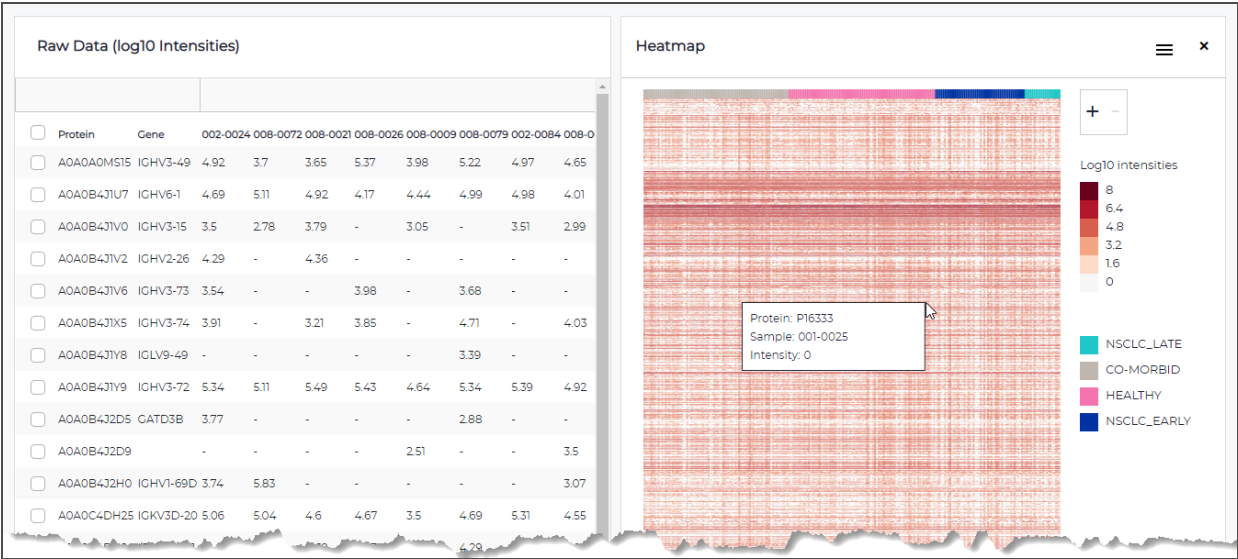 Raw Data (log10 Intensities)
Protein Gene 002-0024 008-0072 008-0021 008-0026 008-0009 008-0079 002-0084 008-0
A0A0A0MS15 IGHV3-49 4.92 3.7 3.65 5.37 3.98 5.22 4.97 4.65
A0A0B4J1U7 IGHV6-1 4.69 5.11 4.92 4.17 4.44 4.99 4.98 4.01
A0A0B4J1V0 IGHV3-15 3.5 2.78 3.79 - 3.05 - 3.51 2.99
A0A0B4J1V2 IGHV2-26 4.29 - 4.36 - - - - -
A0A0B4J1V6 IGHV3-73 3.54 - - 3.98 - 3.68 - -
A0A0B4J1X5 IGHV3-74 3.91 - 3.21 3.85 - 4.71 - 4.03
A0A0B4J1Y8 IGLV9-49 - - - - - 3.39 - -
A0A0B4J1Y9 IGHV3-72 5.34 5.11 5.49 5.43 4.64 5.34 5.39 4.92
A0A0B4J2D5 GATD3B 3.77 - - - - 2.88 - -
A0A0B4J2D9 - - - - 2.51 - - 3.5
A0A0B4J2H0 IGHV1-69D 3.74 5.83 - - - - - 3.07
A0A0C4DH25 IGKV3D-20 5.06 5.04 4.6 4.67 3.5 4.69 5.31 4.55
4.29
Heatmap
×
+ -
Log10 intensities
8
6.4
4.8
3.2
1.6
0
Protein: P16333
Sample: 001-0025
Intensity: 0
NSCLC_LATE
CO-MORBID
HEALTHY
NSCLC_EARLY